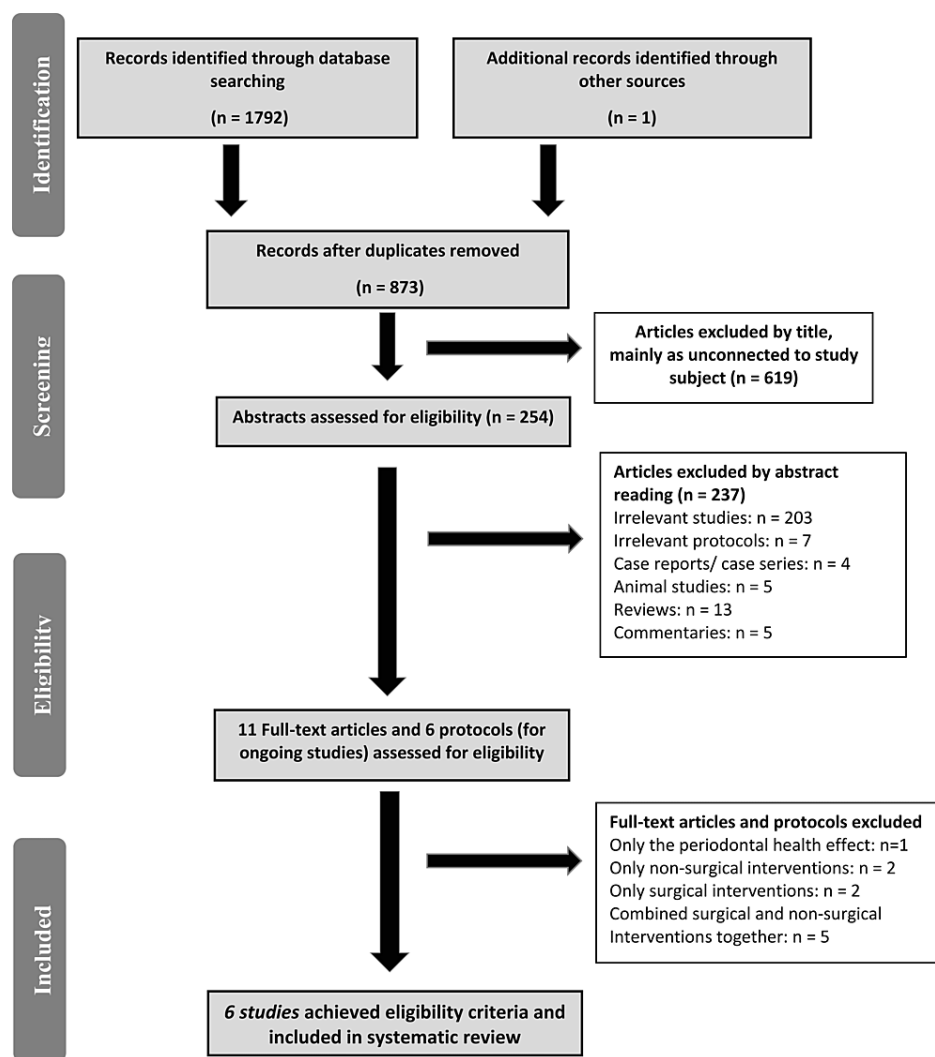 Identification
Records identified through database
searching
(n = 1792)
Additional records identified through
other sources
(n = 1)
Records after duplicates removed
(n = 873)
Screening
Articles excluded by title,
mainly as unconnected to study
subject (n = 619)
Abstracts assessed for eligibility (n = 254)
Articles excluded by abstract
reading (n = 237)
Irrelevant studies: n = 203
Irrelevant protocols: n = 7
Case reports/ case series: n = 4
Animal studies: n = 5
Reviews: n = 13
Commentaries: n = 5
Eligibility
11 Full-text articles and 6 protocols (for
ongoing studies) assessed for eligibility
Full-text articles and protocols excluded
Only the periodontal health effect: n=1
Only non-surgical interventions: n = 2
Only surgical interventions: n = 2
Combined surgical and non-surgical
Interventions together: n = 5
Included
6 studies achieved eligibility criteria and
included in systematic review